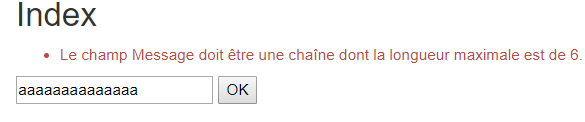 Index
Le champ Message doit être une chaîne dont la longueur maximale est de 6.
aaaaaaaaaaaaaa OK